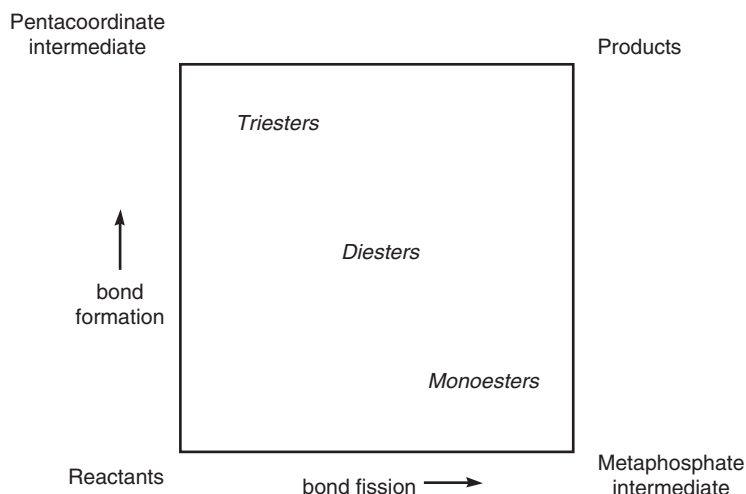 Pentacoordinate
intermediate
Products
Triesters
Diesters
bond
formation
Monoesters
Reactants
bond fission
Metaphosphate
intermediate